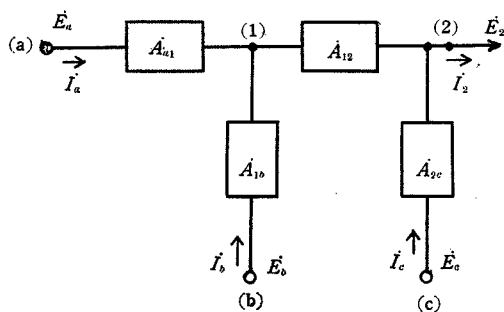 Ė_a (1) (2) Ė_2
(a) Ȧ_a1 Ȧ_12
İ_a İ_2
Ȧ_1b Ȧ_2c
İ_b Ė_b İ_c Ė_c
(b) (c)